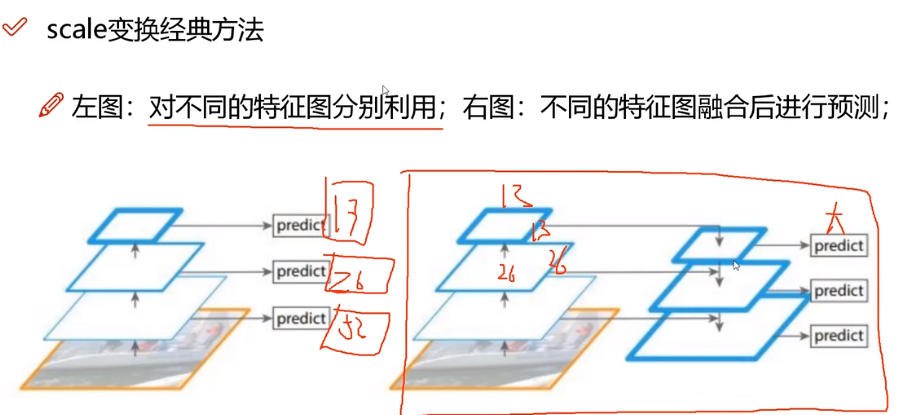 scale变换经典方法
左图：对不同的特征图分别利用；右图：不同的特征图融合后进行预测；
13
大
predict 13
predict
predict 26
26 26
predict
predict 52
predict